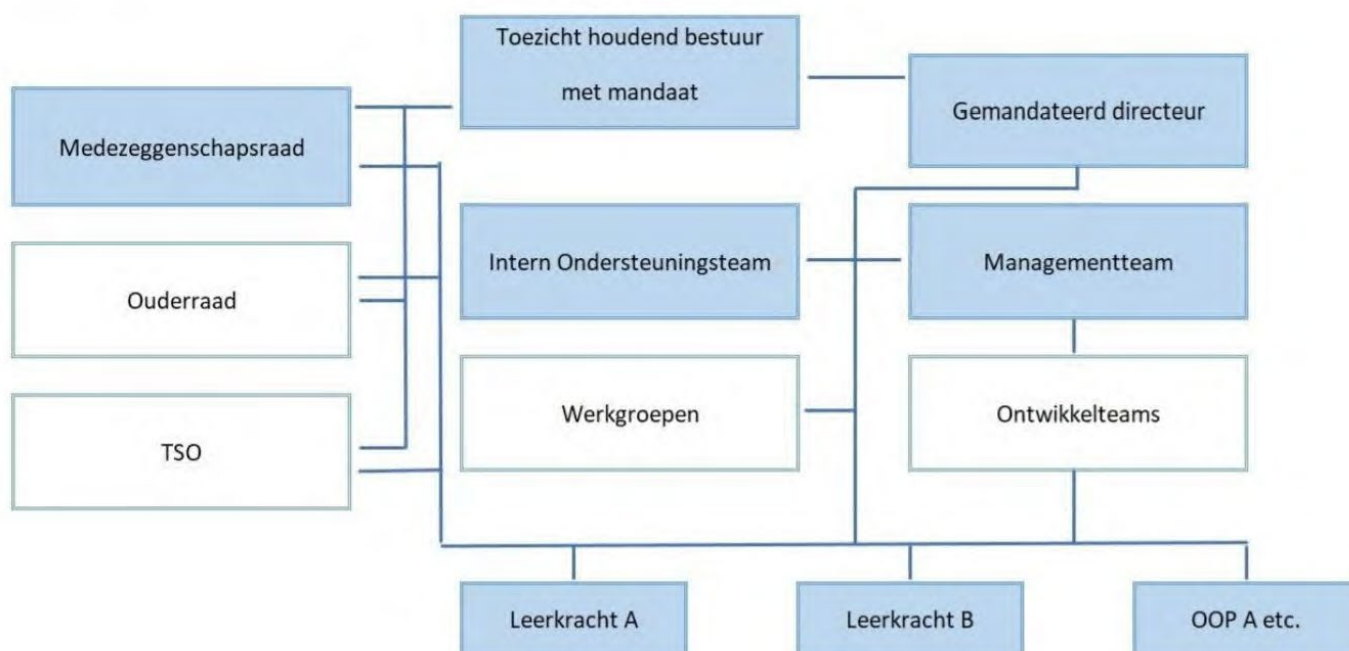 Toezicht houdend bestuur
met mandaat
Gemandateerd directeur
Medezeggenschapsraad
Intern Ondersteuningsteam
Managementteam
Ouderraad
Werkgroepen
Ontwikkelteams
TSO
Leerkracht A
Leerkracht B
OOP A etc.